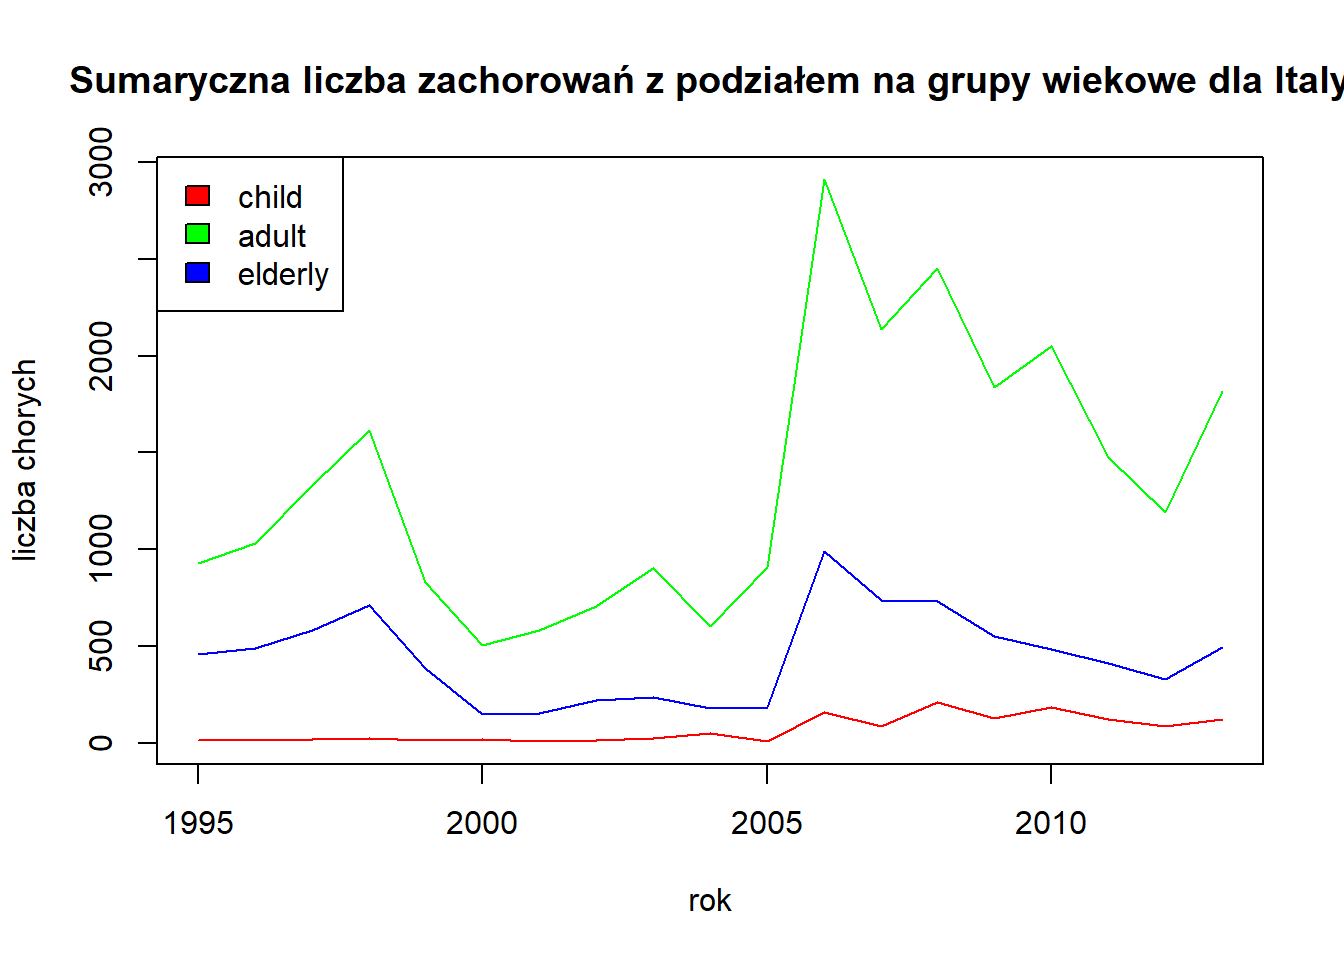 Sumaryczna liczba zachorowań z podziałem na grupy wiekowe dla Italy
child
adult
elderly
liczba chorych
3000
2000
1000
500
0
1995 2000 2005 2010
rok